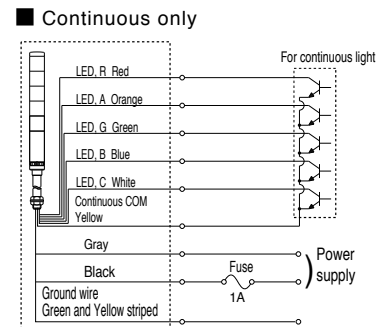 ■ Continuous only
For continuous light
LED, R Red
LED, A Orange
LED, G Green
LED, B Blue
LED, C White
Continuous COM
Yellow
Gray
Black
Fuse
1A
Power
supply
Ground wire
Green and Yellow striped